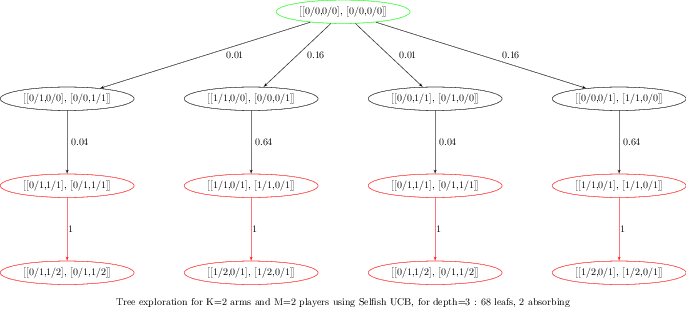 [[0/0,0/0], [0/0,0/0]]
0.01 0.16 0.01 0.16
[[0/1,0/0], [0/0,1/1]] [[1/1,0/0], [0/0,0/1]] [[0/0,1/1], [0/1,0/0]] [[0/0,0/1], [1/1,0/0]]
0.04 0.64 0.04 0.64
[[0/1,1/1], [0/1,1/1]] [[1/1,0/1], [1/1,0/1]] [[0/1,1/1], [0/1,1/1]] [[1/1,0/1], [1/1,0/1]]
1 1 1 1
[[0/1,1/2], [0/1,1/2]] [[1/2,0/1], [1/2,0/1]] [[0/1,1/2], [0/1,1/2]] [[1/2,0/1], [1/2,0/1]]
Tree exploration for K=2 arms and M=2 players using Selfish UCB, for depth=3 : 68 leafs, 2 absorbing